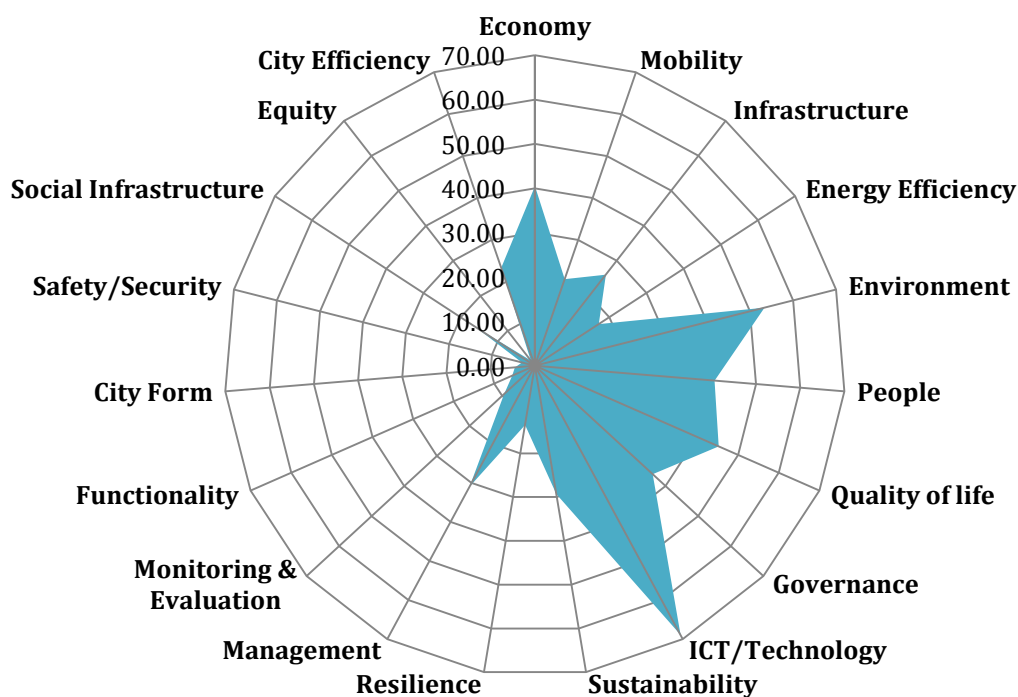 Economy
Mobility
Infrastructure
Energy Efficiency
Environment
People
Quality of life
Governance
ICT/Technology
Sustainability
Resilience
Management
Monitoring &
Evaluation
Functionality
City Form
Safety/Security
Social Infrastructure
Equity
City Efficiency
70.00
60.00
50.00
40.00
30.00
20.00
10.00
0.00